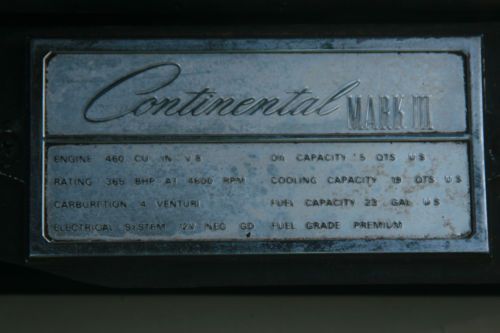 Continental MARK III
ENGINE 460 CU. IN. V 8
RATING 365 BHP AT 4600 RPM
CARBURETION 4 VENTURI
ELECTRICAL SYSTEM 12V NEG GD
OIL CAPACITY 5 QTS U S
COOLING CAPACITY 19 QTS U S
FUEL CAPACITY 23 GAL U S
FUEL GRADE PREMIUM